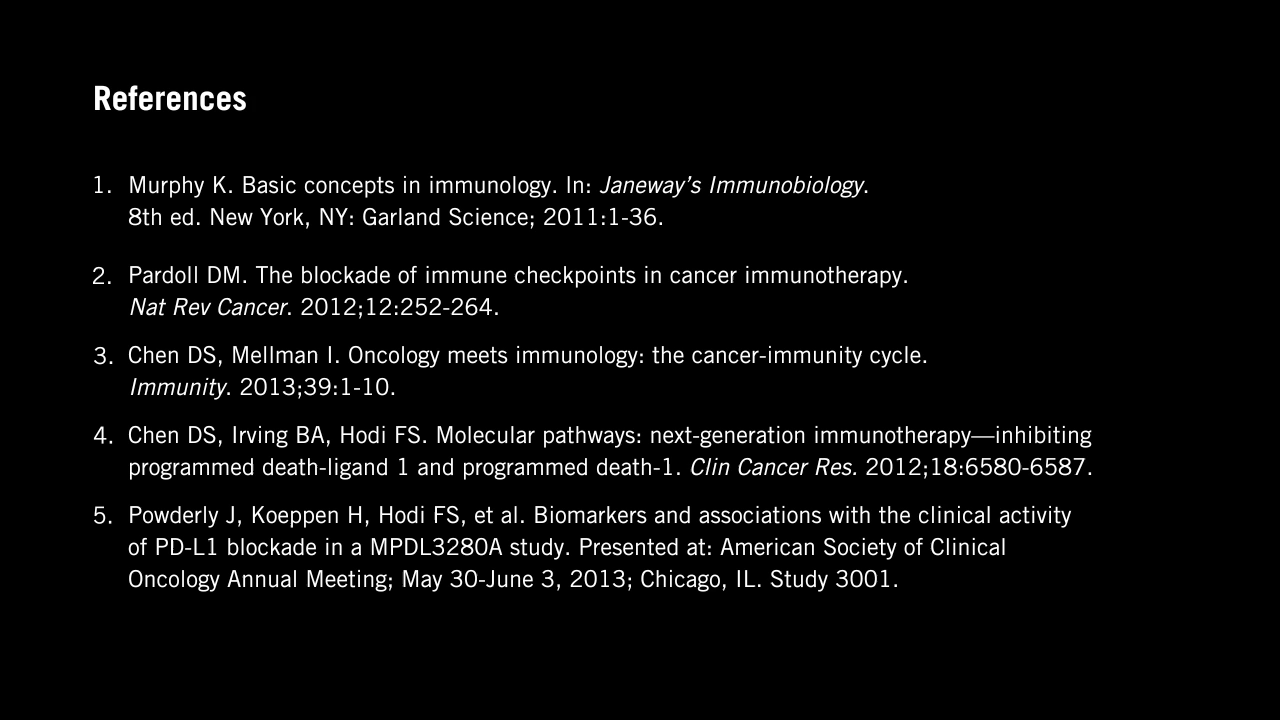 References
1. Murphy K. Basic concepts in immunology. In: Janeway’s Immunobiology.
8th ed. New York, NY: Garland Science; 2011:1-36.
2. Pardoll DM. The blockade of immune checkpoints in cancer immunotherapy.
Nat Rev Cancer. 2012;12:252-264.
3. Chen DS, Mellman I. Oncology meets immunology: the cancer-immunity cycle.
Immunity. 2013;39:1-10.
4. Chen DS, Irving BA, Hodi FS. Molecular pathways: next-generation immunotherapy—inhibiting
programmed death-ligand 1 and programmed death-1. Clin Cancer Res. 2012;18:6580-6587.
5. Powderly J, Koeppen H, Hodi FS, et al. Biomarkers and associations with the clinical activity
of PD-L1 blockade in a MPDL3280A study. Presented at: American Society of Clinical
Oncology Annual Meeting; May 30-June 3, 2013; Chicago, IL. Study 3001.